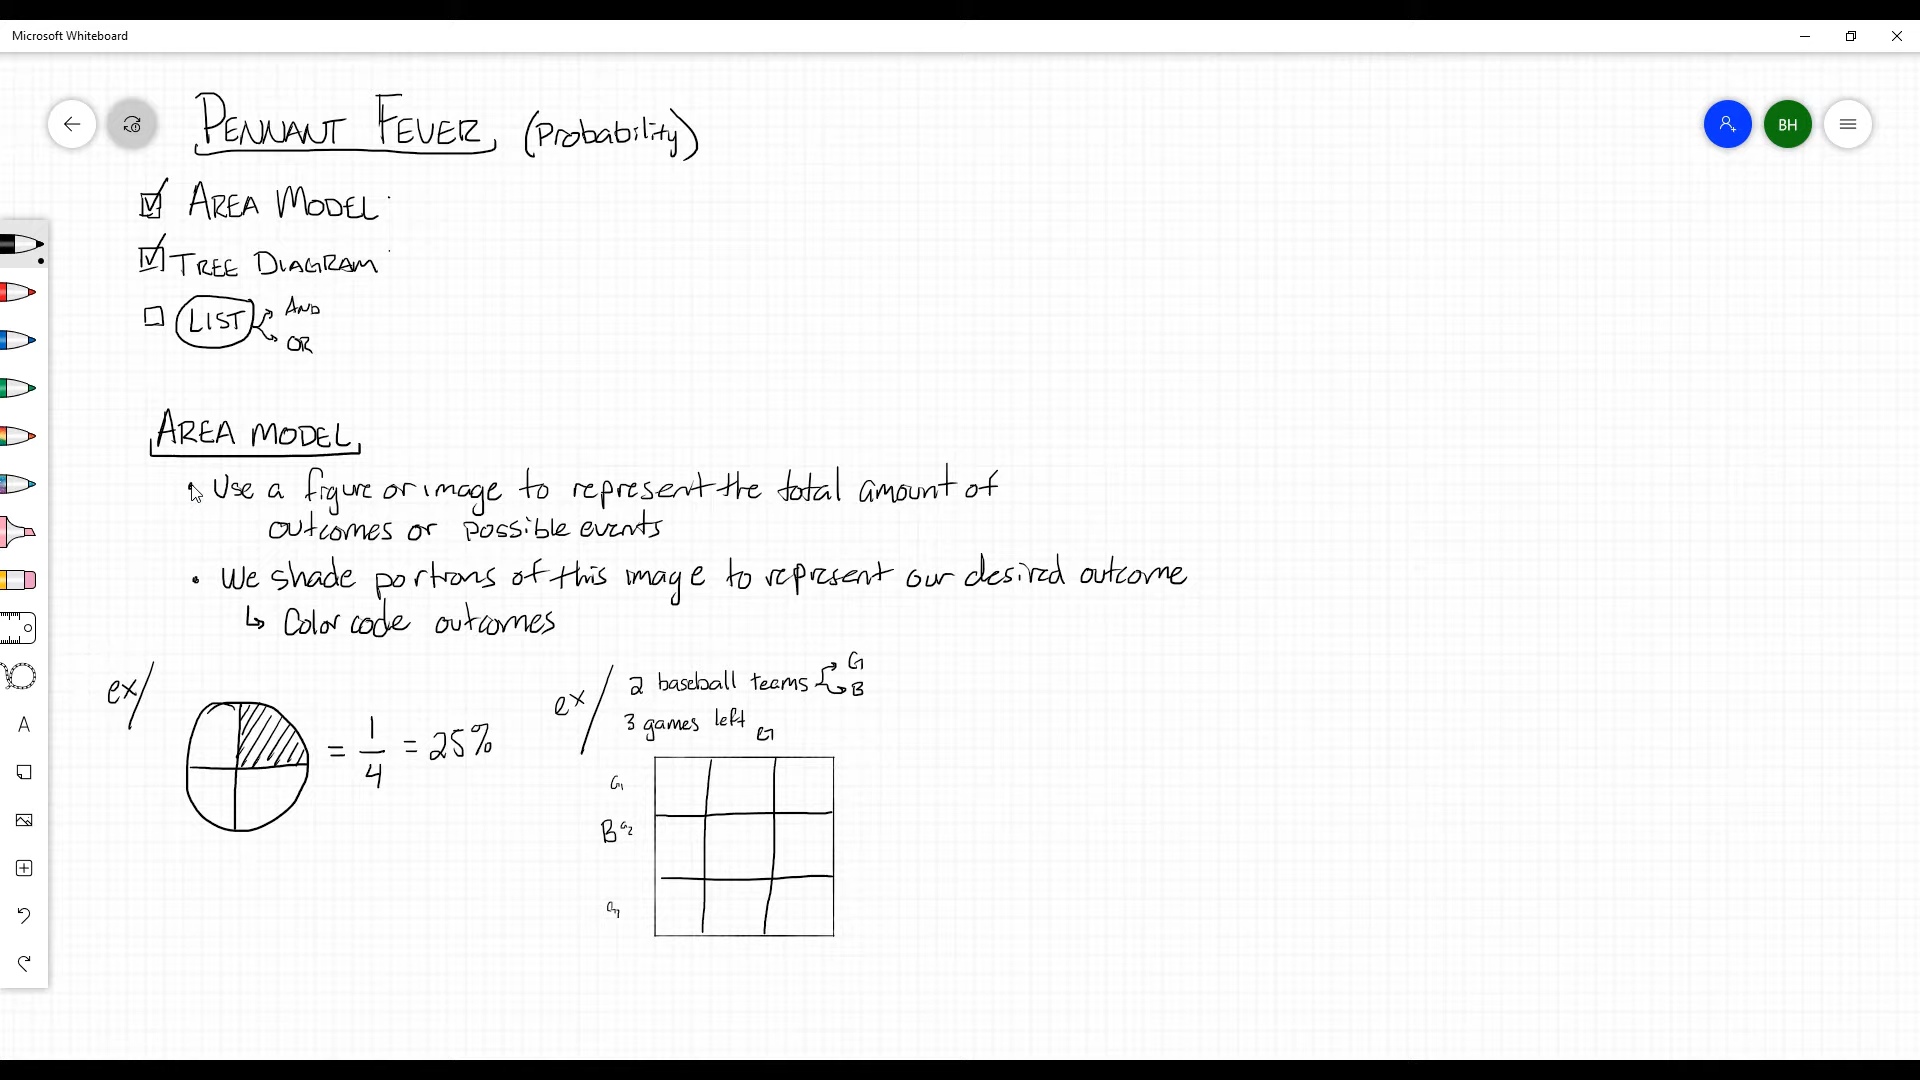 Microsoft Whiteboard
PENNANT FEVER (Probability)
BH
AREA MODEL
TREE DIAGRAM
LIST
AND
OR
AREA MODEL
• Use a figure or image to represent the total amount of
outcomes or possible events
• We shade portions of this image to represent our desired outcome
↳ Color code outcomes
ex/
= 1/4 = 25%
ex/ 2 baseball teams
G
B
3 games left
G
G1
B G2
A